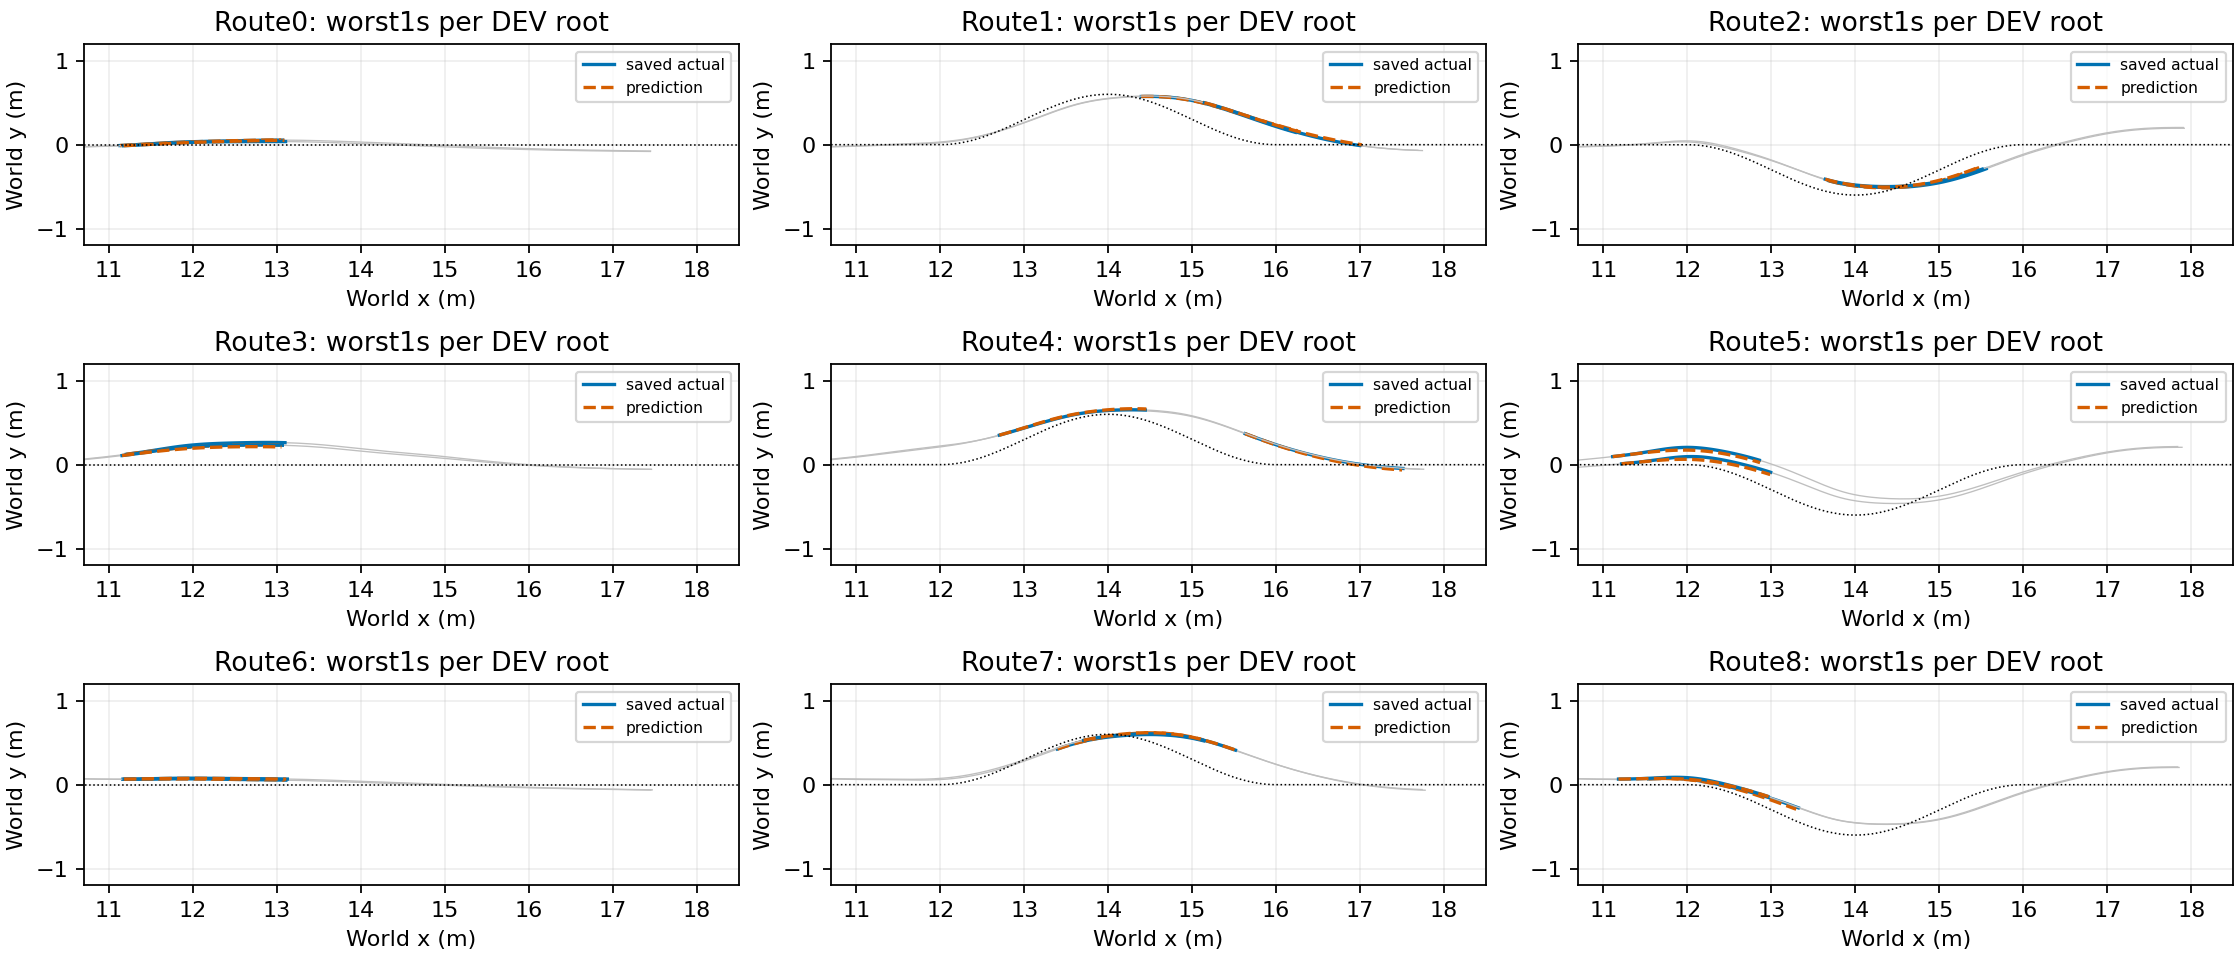 Route0: worst1s per DEV root
World y (m)
1
0
−1
saved actual
prediction
11 12 13 14 15 16 17 18
World x (m)
Route1: worst1s per DEV root
World y (m)
1
0
−1
saved actual
prediction
11 12 13 14 15 16 17 18
World x (m)
Route2: worst1s per DEV root
World y (m)
1
0
−1
saved actual
prediction
11 12 13 14 15 16 17 18
World x (m)
Route3: worst1s per DEV root
World y (m)
1
0
−1
saved actual
prediction
11 12 13 14 15 16 17 18
World x (m)
Route4: worst1s per DEV root
World y (m)
1
0
−1
saved actual
prediction
11 12 13 14 15 16 17 18
World x (m)
Route5: worst1s per DEV root
World y (m)
1
0
−1
saved actual
prediction
11 12 13 14 15 16 17 18
World x (m)
Route6: worst1s per DEV root
World y (m)
1
0
−1
saved actual
prediction
11 12 13 14 15 16 17 18
World x (m)
Route7: worst1s per DEV root
World y (m)
1
0
−1
saved actual
prediction
11 12 13 14 15 16 17 18
World x (m)
Route8: worst1s per DEV root
World y (m)
1
0
−1
saved actual
prediction
11 12 13 14 15 16 17 18
World x (m)